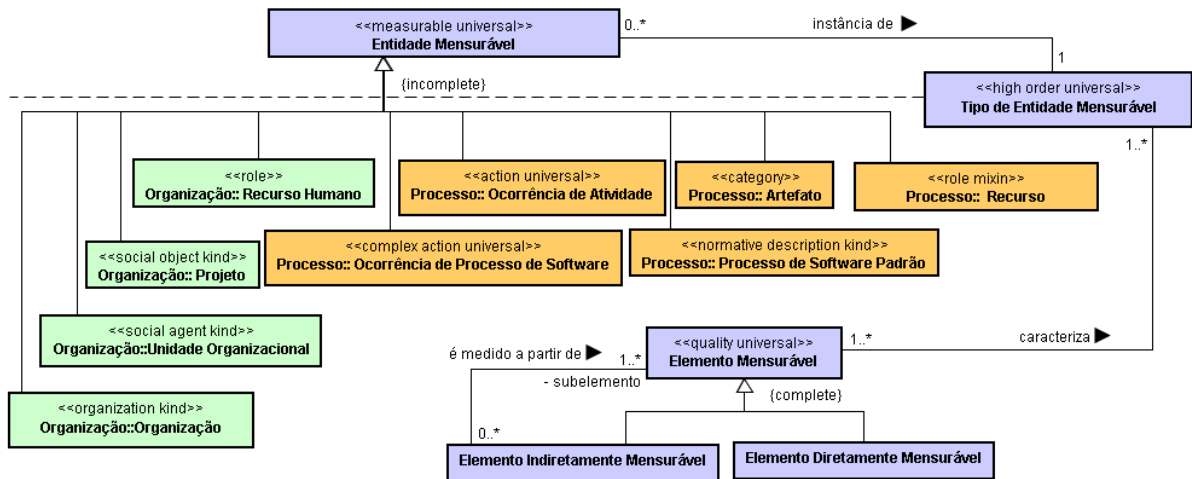 <<measurable universal>>
Entidade Mensurável
0..*
instância de
1
{incomplete}
<<high order universal>>
Tipo de Entidade Mensurável
1..*
<<role>>
Organização:: Recurso Humano
<<action universal>>
Processo:: Ocorrência de Atividade
<<category>>
Processo:: Artefato
<<role mixin>>
Processo:: Recurso
<<social object kind>>
Organização:: Projeto
<<complex action universal>>
Processo:: Ocorrência de Processo de Software
<<normative description kind>>
Processo:: Processo de Software Padrão
<<social agent kind>>
Organização::Unidade Organizacional
<<organization kind>>
Organização::Organização
é medido a partir de
1..*
- subelemento
<<quality universal>>
Elemento Mensurável
1..*
caracteriza
{complete}
0..*
Elemento Indiretamente Mensurável
Elemento Diretamente Mensurável